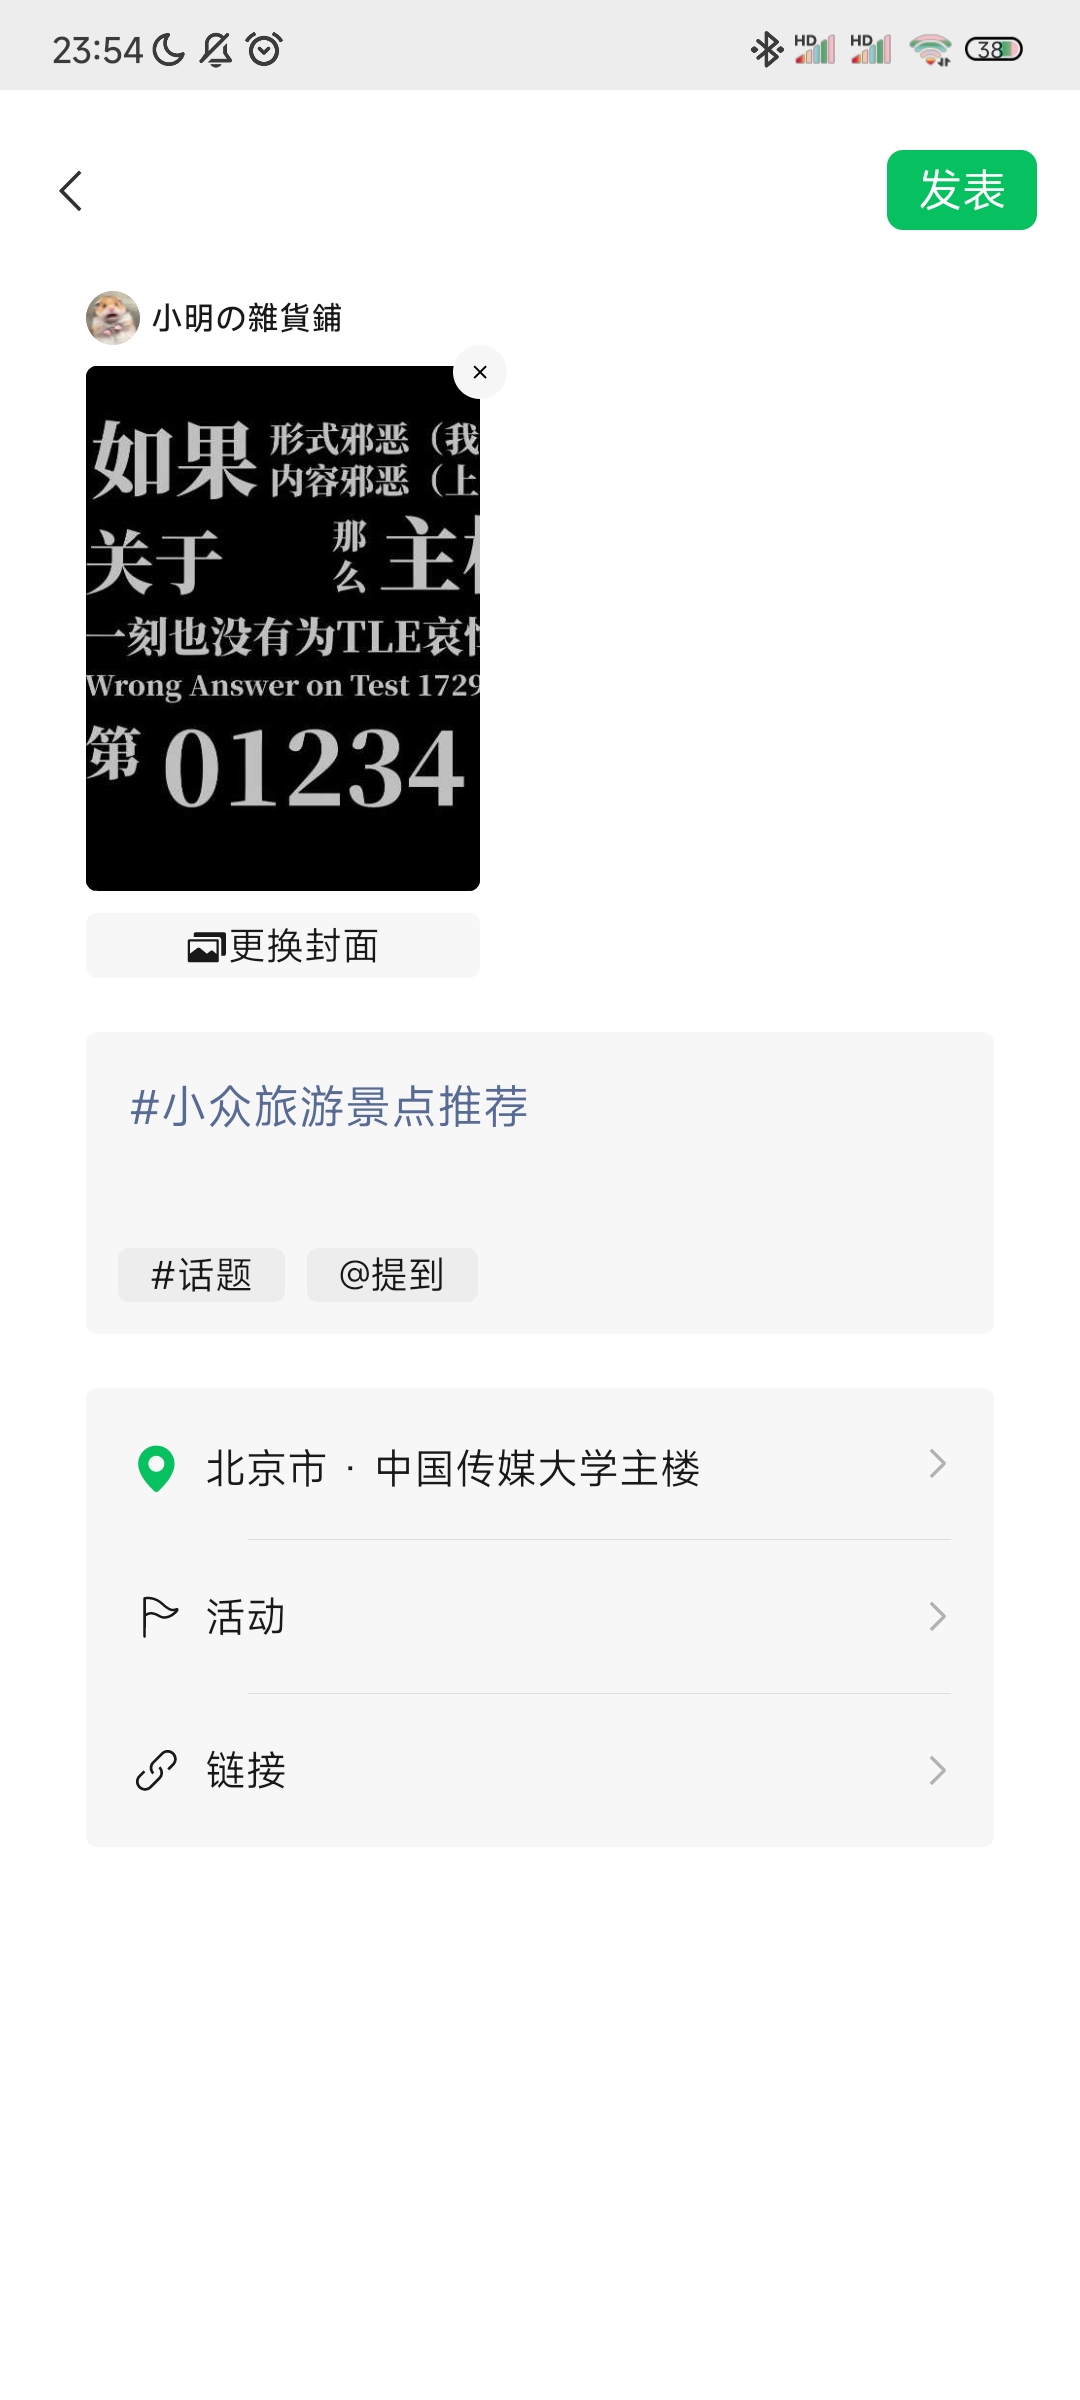 23:54
HD HD 38
发表
小明の雜貨鋪
如果 形式邪恶（我
内容邪恶（上
关于 那么 主
一刻也没有为TLE哀
Wrong Answer on Test 1729
第 01234
更换封面
#小众旅游景点推荐
#话题 @提到
北京市 · 中国传媒大学主楼
活动
链接